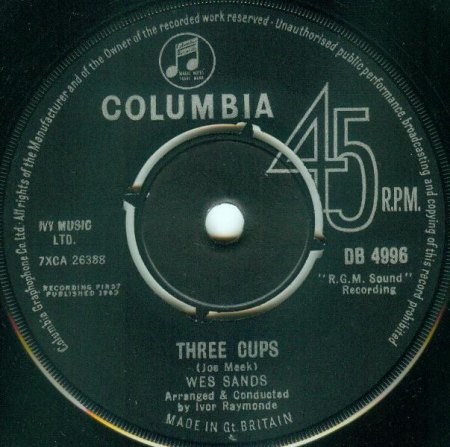 Columbia Graphophone Co. Ltd. · All rights of the Manufacturer and of the Owner of the recorded work reserved · Unauthorised public performance, broadcasting and copying of this record prohibited
COLUMBIA
45
R.P.M.
IVY MUSIC
LTD.
7XCA 26388
RECORDING FIRST
PUBLISHED 1963
DB 4996
"R.G.M. Sound"
Recording
THREE CUPS
(Joe Meek)
WES SANDS
Arranged & Conducted
by Ivor Raymonde
MADE IN Gt. BRITAIN